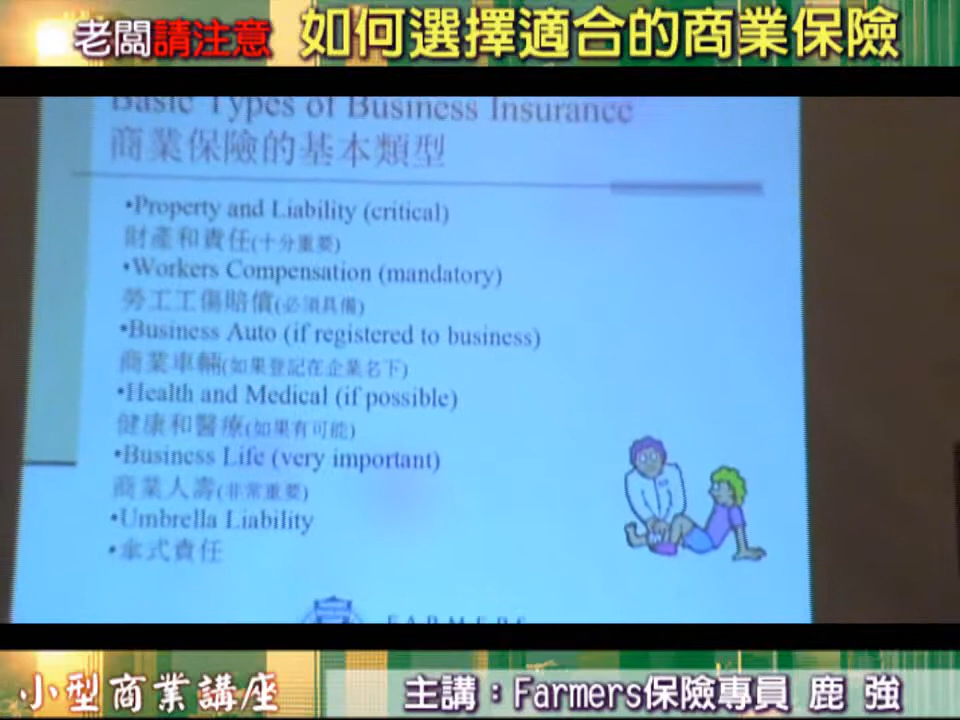 老闆請注意 如何選擇適合的商業保險
Basic Types of Business Insurance
商業保險的基本類型
•Property and Liability (critical)
財產和責任(十分重要)
•Workers Compensation (mandatory)
勞工工傷賠償(必須具備)
•Business Auto (if registered to business)
商業車輛(如果登記在企業名下)
•Health and Medical (if possible)
健康和醫療(如果有可能)
•Business Life (very important)
商業人壽(非常重要)
•Umbrella Liability
•傘式責任
FARMERS
小型商業講座 主講：Farmers保險專員 鹿 強